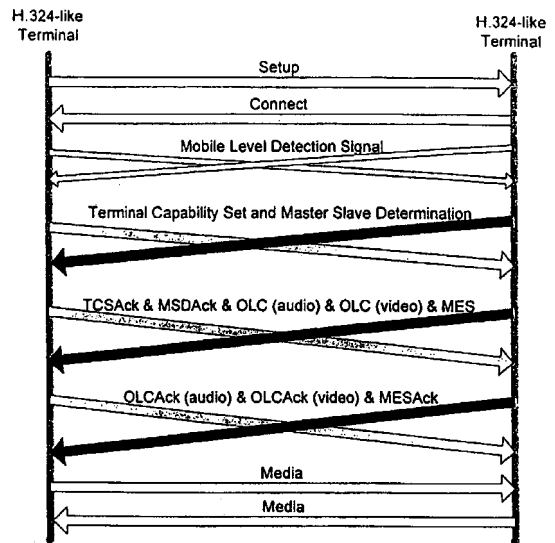 H.324-like
Terminal
H.324-like
Terminal
Setup
Connect
Mobile Level Detection Signal
Terminal Capability Set and Master Slave Determination
TCSAck & MSDAck & OLC (audio) & OLC (video) & MES
OLCAck (audio) & OLCAck (video) & MESAck
Media
Media